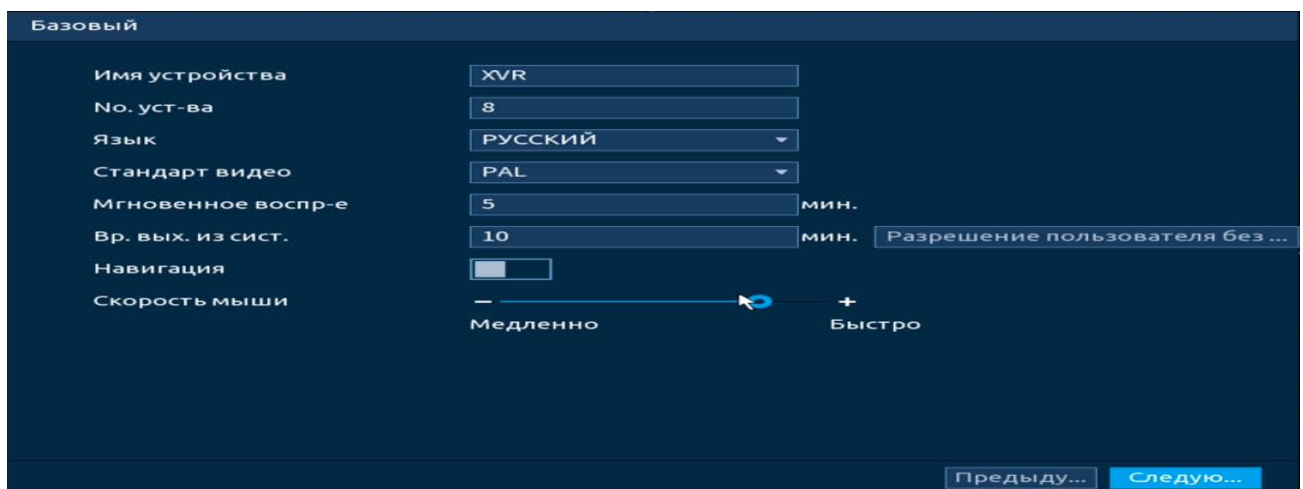 Базовый
Имя устройства XVR
No. уст-ва 8
Язык РУССКИЙ
Стандарт видео PAL
Мгновенное воспр-е 5 мин.
Вр. вых. из сист. 10 мин. Разрешение пользователя без ...
Навигация
Скорость мыши − +
Медленно Быстро
Предыду... Следую...